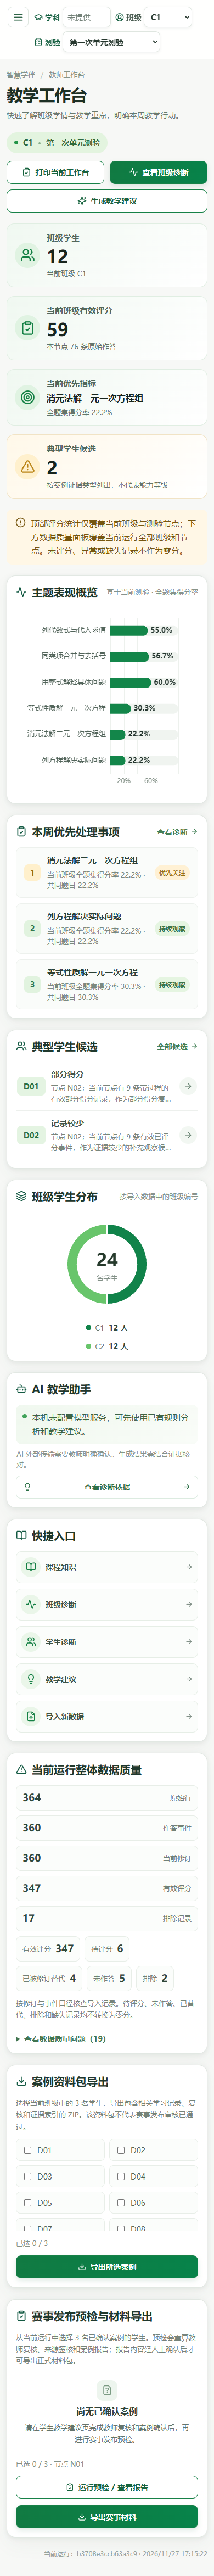 学科 未提供 班级 C1
测验 第一次单元测验
智慧学伴 / 教师工作台
教学工作台
快速了解班级学情与教学重点，明确本周教学行动。
C1 · 第一次单元测验
打印当前工作台
查看班级诊断
生成教学建议
班级学生
12
当前班级 C1
当前班级有效评分
59
本节点 76 条原始作答
当前优先指标
消元法解二元一次方程组
全题集得分率 22.2%
典型学生候选
2
按案例证据类型列出，不代表能力等级
顶部评分统计仅覆盖当前班级与测验节点；下
方数据质量面板覆盖当前运行全部班级和节
点。未评分、异常或缺失记录不作为零分。
主题表现概览 基于当前测验 · 全题集得分率
列代数式与代入求值 55.0%
同类项合并与去括号 56.7%
用整式解释具体问题 60.0%
等式性质解一元一次方程 30.3%
消元法解二元一次方程组 22.2%
列方程解决实际问题 22.2%
20% 60%
本周优先处理事项 查看诊断 →
1 消元法解二元一次方程组 优先关注
当前班级全题集得分率 22.2% ·
共同题目 22.2%
2 列方程解决实际问题 持续观察
当前班级全题集得分率 22.2% ·
共同题目 22.2%
3 等式性质解一元一次方程 持续观察
当前班级全题集得分率 30.3% ·
共同题目 30.3%
典型学生候选 全部候选 →
D01 部分得分
节点 N02；当前节点有 9 条带过程的
有效部分得分记录，作为部分得分复...
D02 记录较少
节点 N02；当前节点有 9 条有效已评
分事件，作为证据较少的补充观察候...
班级学生分布 按导入数据中的班级编号
24
名学生
C1 12 人
C2 12 人
AI 教学助手
本机未配置模型服务，可先使用已有规则分
析和教学建议。
AI 外部传输需要教师明确确认。生成结果需结合证据核
对。
查看诊断依据
快捷入口
课程知识
班级诊断
学生诊断
教学建议
导入新数据
当前运行整体数据质量
364 原始行
360 作答事件
360 当前修订
347 有效评分
17 排除记录
有效评分 347 待评分 6
已被修订替代 4 未作答 5 排除 2
按修订与事件口径核查导入记录。待评分、未作答、已替
代、排除和缺失记录均不转换为零分。
▶ 查看数据质量问题（19）
案例资料包导出
选择当前班级中的 3 名学生，导出包含相关学习记录、复
核和证据索引的 ZIP。该资料包不代表赛事发布审核已通
过。
D01 D02
D03 D04
D05 D06
D07 D08
已选 0 / 3
导出所选案例
赛事发布预检与材料导出
从当前运行中选择 3 名已确认案例的学生。预检会重算教
师复核、来源签核和案例报告；报告内容径人工确认后才
可导出正式材料包。
尚无已确认案例
请在学生教学建议页完成教师复核和案例确认后，再
进行赛事发布预检。
已选 0 / 3 · 节点 N01
运行预检 / 查看报告
导出赛事材料
当前运行：b3708e3ccb63a3c9 · 2026/11/27 17:15:22